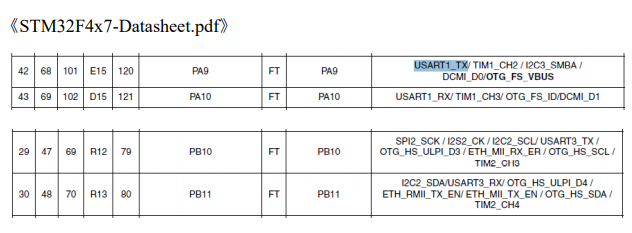 《STM32F4x7-Datasheet.pdf》
42 68 101 E15 120 PA9 FT PA9 USART1_TX/ TIM1_CH2 / I2C3_SMBA /
DCMI_D0/OTG_FS_VBUS
43 69 102 D15 121 PA10 FT PA10 USART1_RX/ TIM1_CH3/ OTG_FS_ID/DCMI_D1
SPI2_SCK / I2S2_CK / I2C2_SCL/ USART3_TX /
29 47 69 R12 79 PB10 FT PB10 OTG_HS_ULPI_D3 / ETH_MII_RX_ER / OTG_HS_SCL /
TIM2_CH3
I2C2_SDA/USART3_RX/ OTG_HS_ULPI_D4 /
30 48 70 R13 80 PB11 FT PB11 ETH_RMII_TX_EN/ ETH_MII_TX_EN / OTG_HS_SDA /
TIM2_CH4